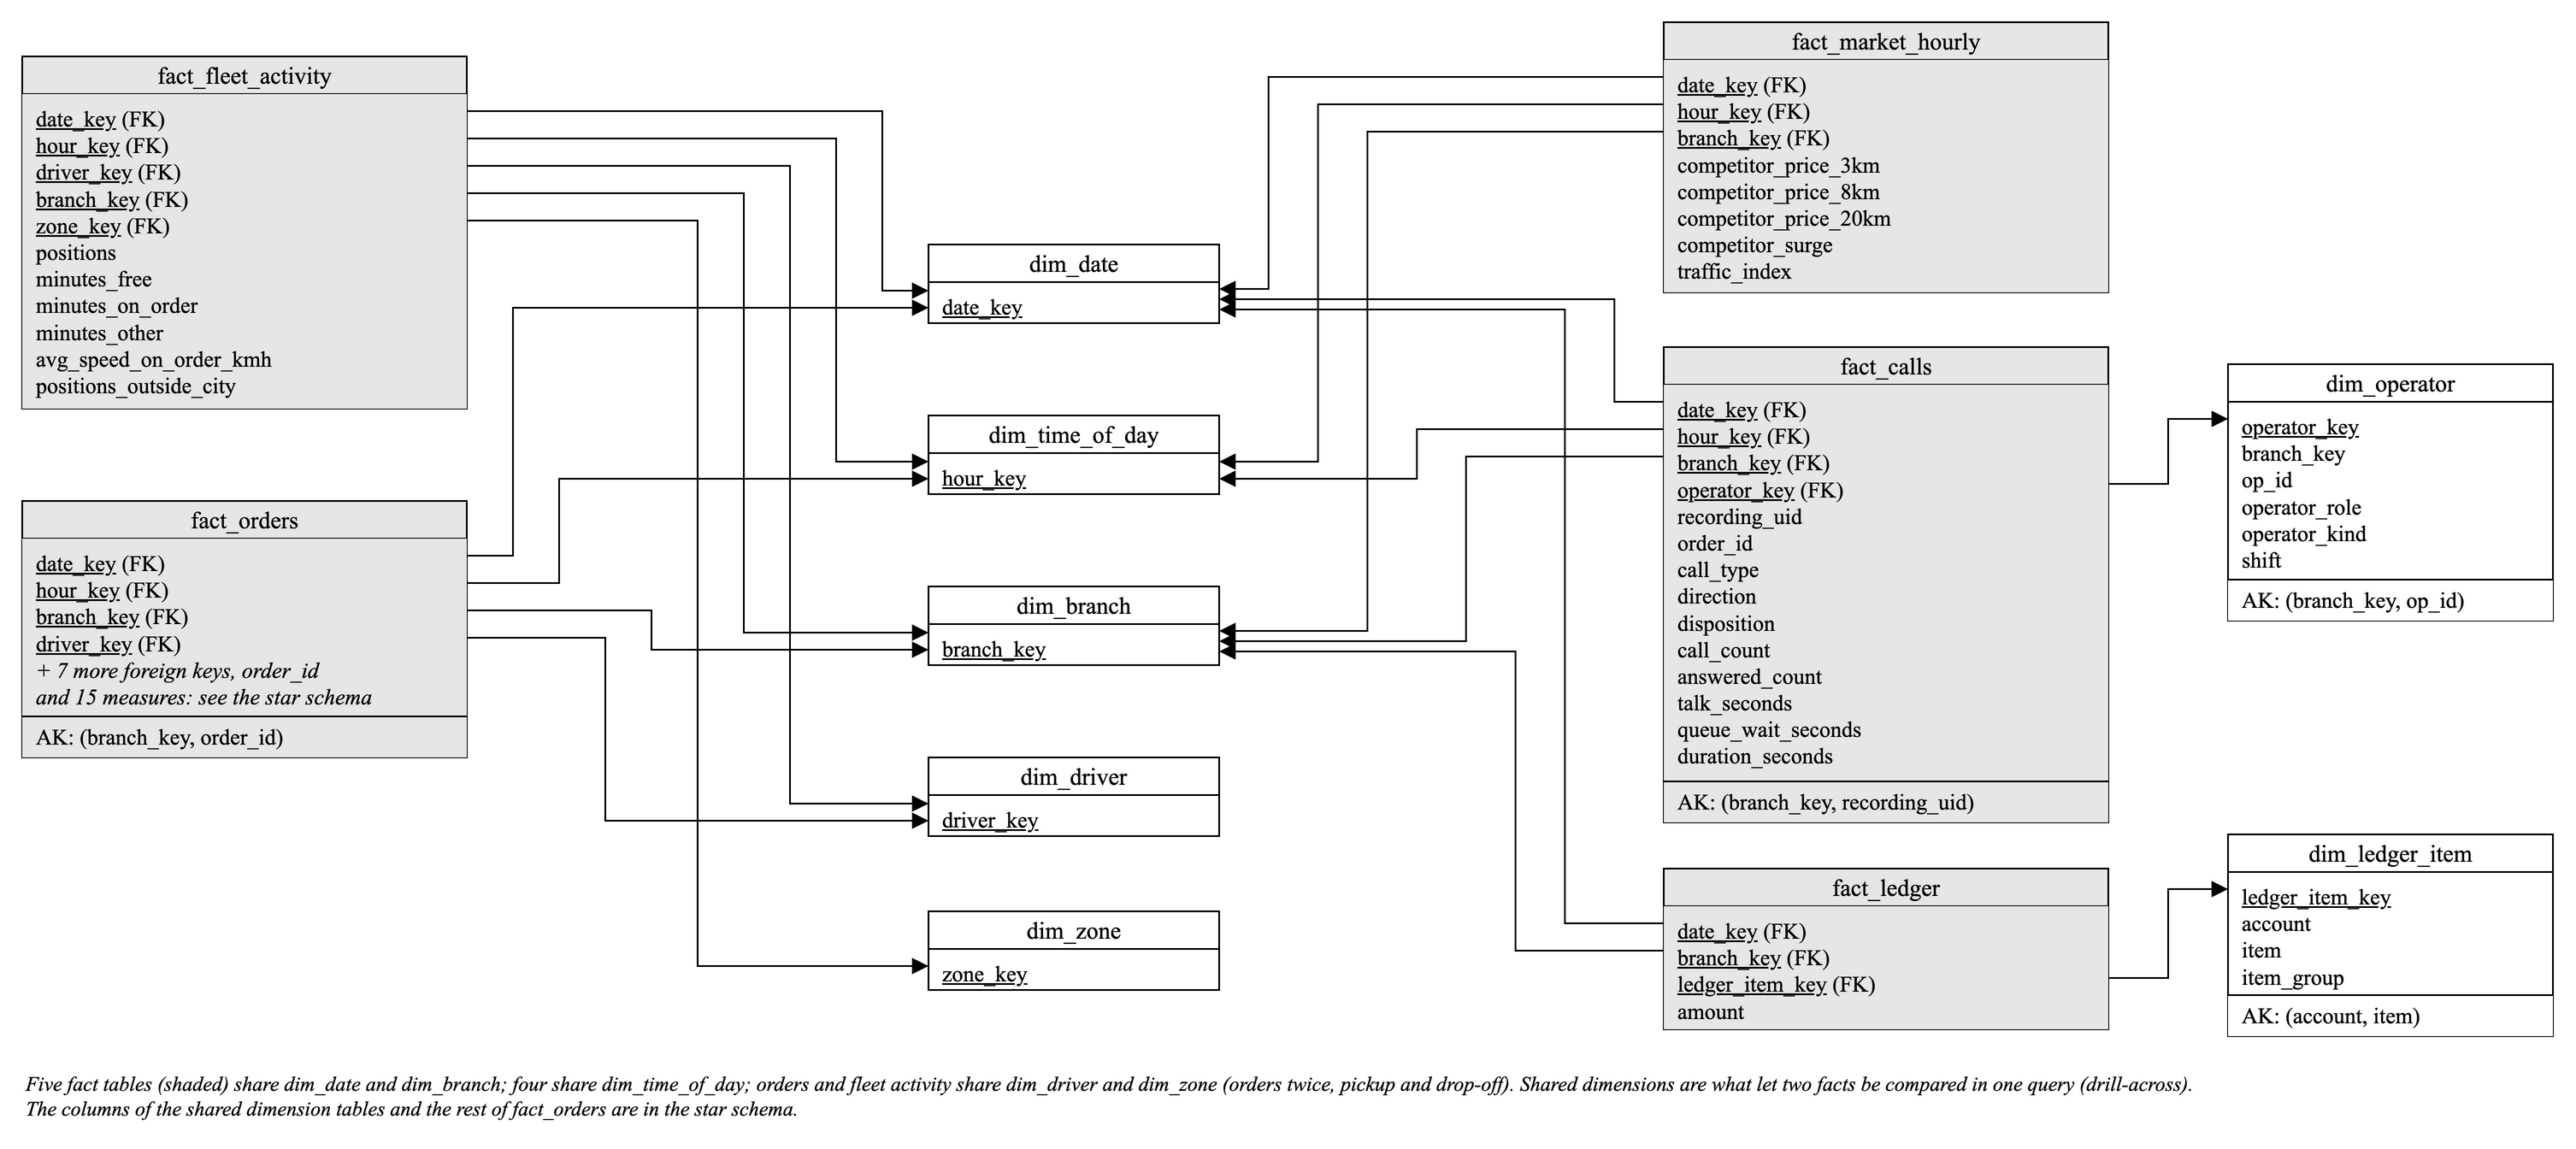 fact_fleet_activity
date_key (FK)
hour_key (FK)
driver_key (FK)
branch_key (FK)
zone_key (FK)
positions
minutes_free
minutes_on_order
minutes_other
avg_speed_on_order_kmh
positions_outside_city
fact_orders
date_key (FK)
hour_key (FK)
branch_key (FK)
driver_key (FK)
+ 7 more foreign keys, order_id
and 15 measures: see the star schema
AK: (branch_key, order_id)
dim_date
date_key
dim_time_of_day
hour_key
dim_branch
branch_key
dim_driver
driver_key
dim_zone
zone_key
fact_market_hourly
date_key (FK)
hour_key (FK)
branch_key (FK)
competitor_price_3km
competitor_price_8km
competitor_price_20km
competitor_surge
traffic_index
fact_calls
date_key (FK)
hour_key (FK)
branch_key (FK)
operator_key (FK)
recording_uid
order_id
call_type
direction
disposition
call_count
answered_count
talk_seconds
queue_wait_seconds
duration_seconds
AK: (branch_key, recording_uid)
fact_ledger
date_key (FK)
branch_key (FK)
ledger_item_key (FK)
amount
dim_operator
operator_key
branch_key
op_id
operator_role
operator_kind
shift
AK: (branch_key, op_id)
dim_ledger_item
ledger_item_key
account
item
item_group
AK: (account, item)
Five fact tables (shaded) share dim_date and dim_branch; four share dim_time_of_day; orders and fleet activity share dim_driver and dim_zone (orders twice, pickup and drop-off). Shared dimensions are what let two facts be compared in one query (drill-across).
The columns of the shared dimension tables and the rest of fact_orders are in the star schema.